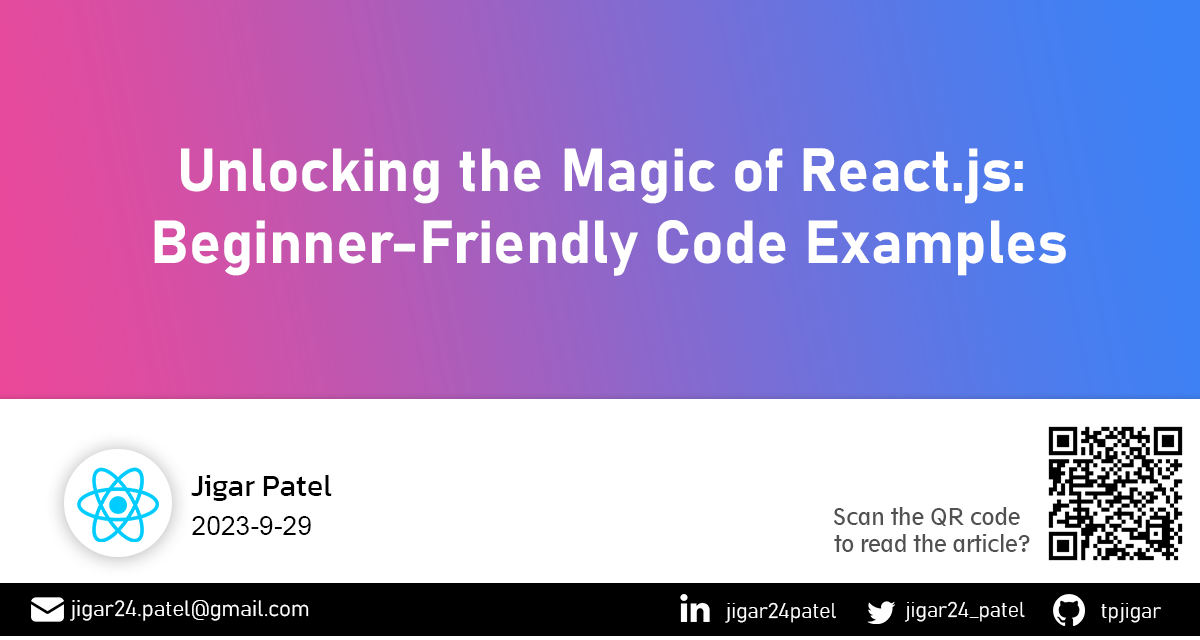 Unlocking the Magic of React.js:
Beginner-Friendly Code Examples
Jigar Patel
2023-9-29
Scan the QR code
to read the article?
jigar24.patel@gmail.com
jigar24patel
jigar24_patel
tpjigar